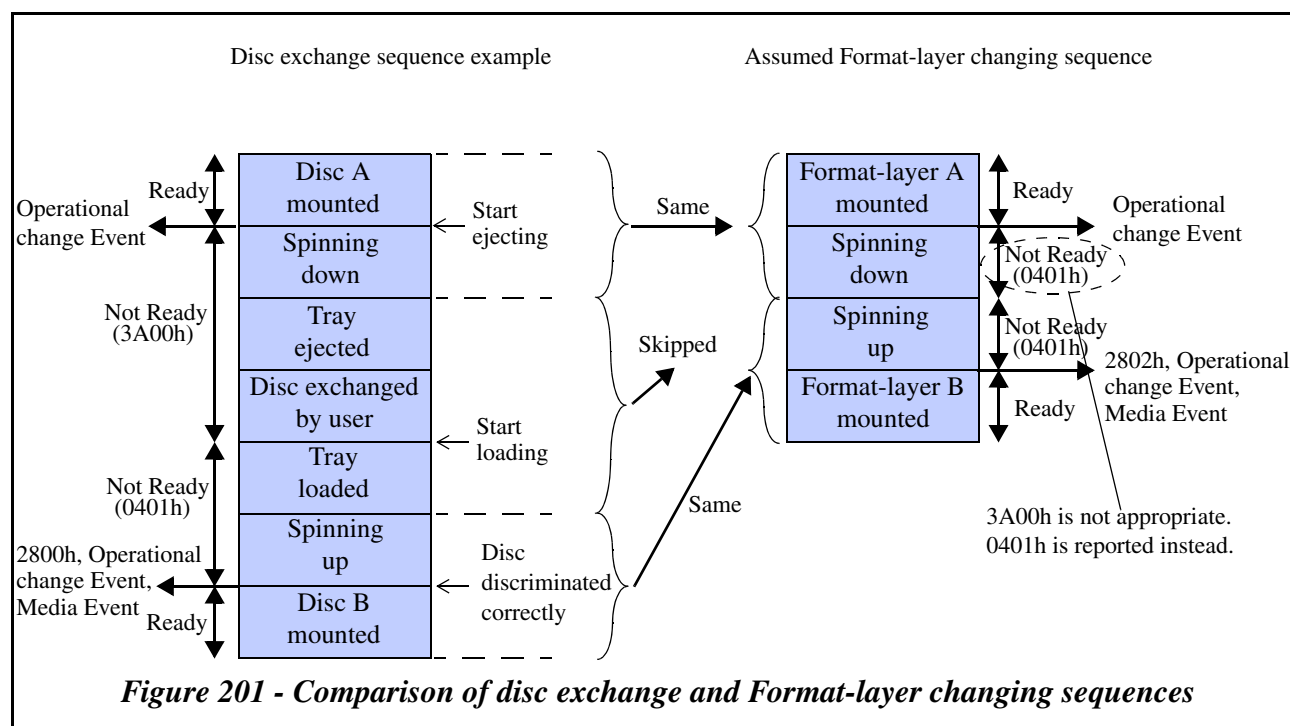 Disc exchange sequence example
Assumed Format-layer changing sequence
Ready
Operational
change Event
Not Ready
(3A00h)
Not Ready
(0401h)
2800h, Operational
change Event,
Media Event
Ready
Disc A
mounted
Spinning
down
Tray
ejected
Disc exchanged
by user
Tray
loaded
Spinning
up
Disc B
mounted
Start
ejecting
Start
loading
Disc
discriminated
correctly
Same
Skipped
Same
Format-layer A
mounted
Spinning
down
Spinning
up
Format-layer B
mounted
Ready
Operational
change Event
Not Ready
(0401h)
Not Ready
(0401h)
2802h, Operational
change Event,
Media Event
Ready
3A00h is not appropriate.
0401h is reported instead.
Figure 201 - Comparison of disc exchange and Format-layer changing sequences